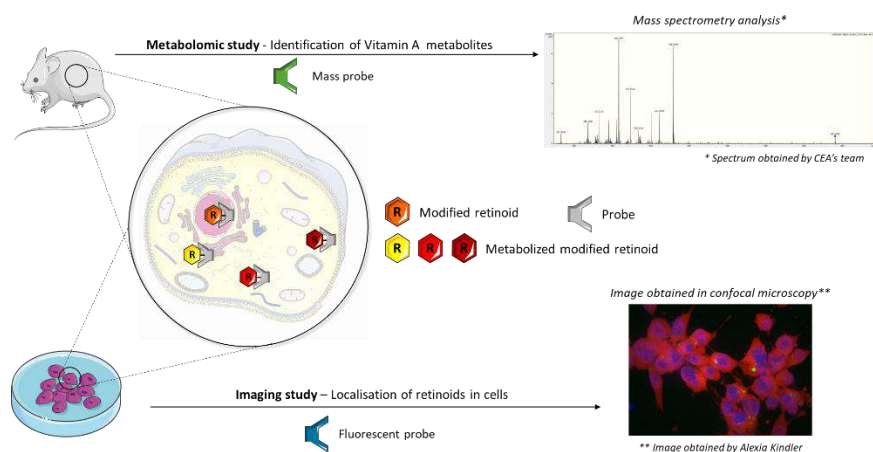 Mass spectrometry analysis*
Metabolomic study - Identification of Vitamin A metabolites
Mass probe
* Spectrum obtained by CEA's team
R
R
R
R
R Modified retinoid
Probe
R R R Metabolized modified retinoid
Image obtained in confocal microscopy**
Imaging study – Localisation of retinoids in cells
Fluorescent probe
** Image obtained by Alexia Kindler